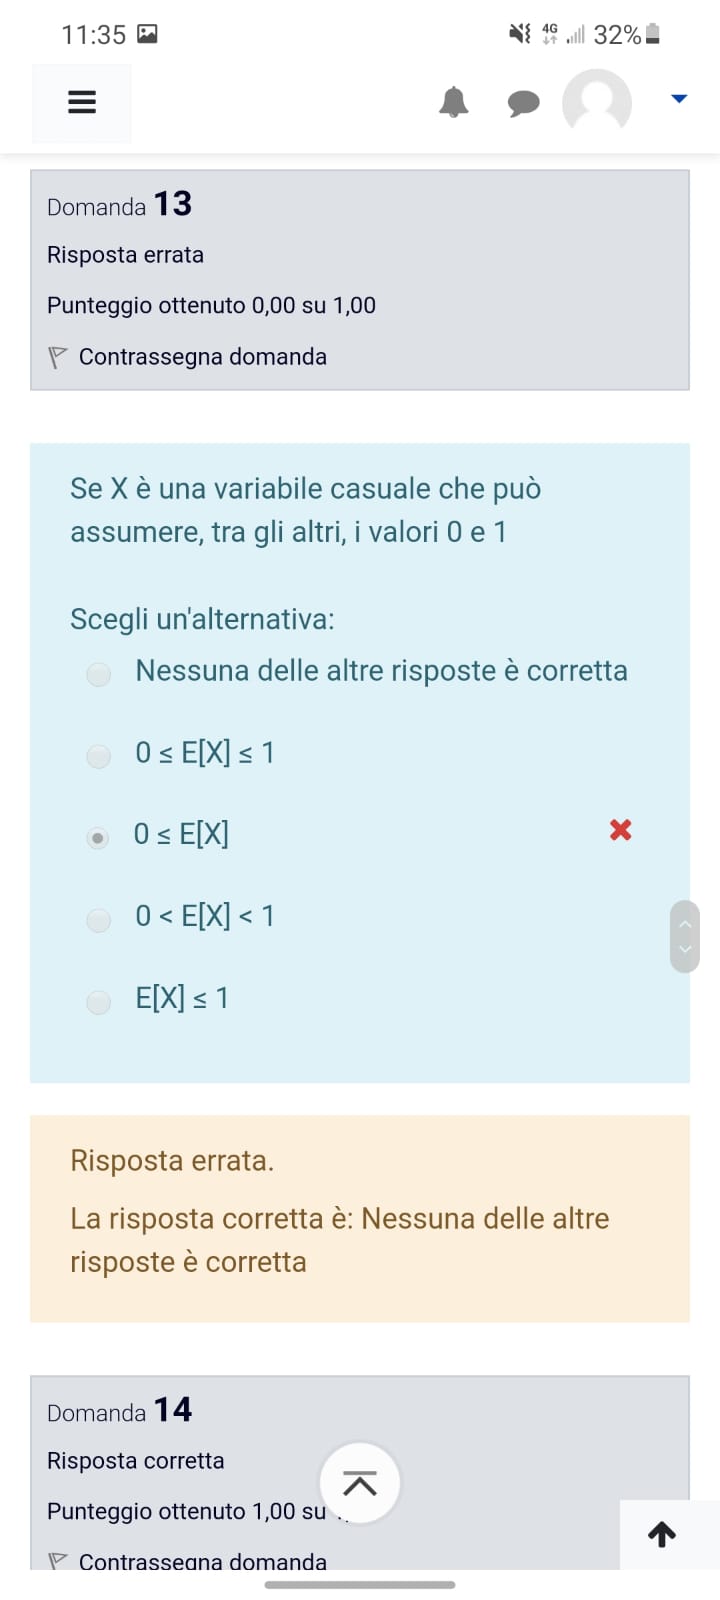 11:35 4G 32%
Domanda 13
Risposta errata
Punteggio ottenuto 0,00 su 1,00
Contrassegna domanda
Se X è una variabile casuale che può
assumere, tra gli altri, i valori 0 e 1
Scegli un'alternativa:
Nessuna delle altre risposte è corretta
0 ≤ E[X] ≤ 1
0 ≤ E[X]
0 < E[X] < 1
E[X] ≤ 1
Risposta errata.
La risposta corretta è: Nessuna delle altre
risposte è corretta
Domanda 14
Risposta corretta
Punteggio ottenuto 1,00 su
Contrassegna domanda